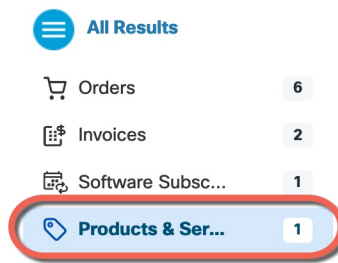 All Results
Orders 6
Invoices 2
Software Subsc... 1
Products & Ser... 1